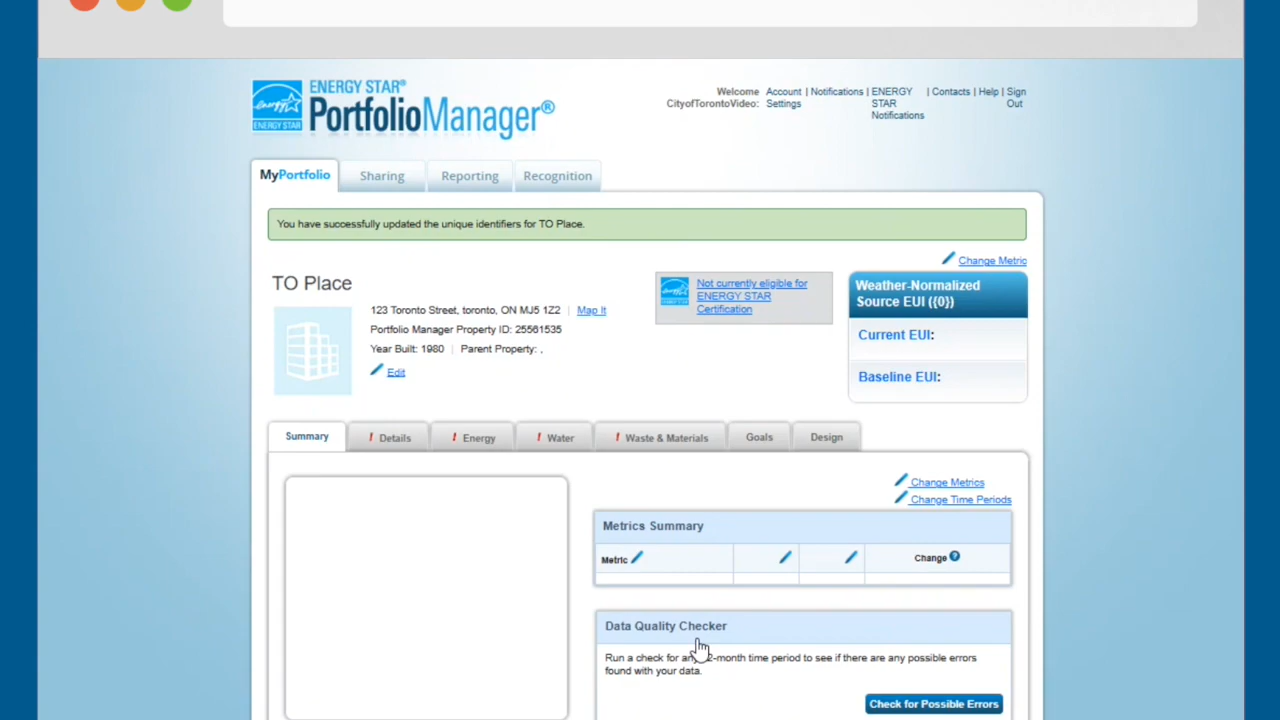 ENERGY STAR®
PortfolioManager®
energy
ENERGY STAR
Welcome
CityofTorontoVideo:
Account
Settings
| Notifications |
ENERGY
STAR
Notifications
| Contacts | Help | Sign
Out
MyPortfolio
Sharing
Reporting
Recognition
You have successfully updated the unique identifiers for TO Place.
Change Metric
TO Place
123 Toronto Street, toronto, ON MJ5 1Z2 | Map It
Portfolio Manager Property ID: 25561535
Year Built: 1980 | Parent Property: ,
Edit
Not currently eligible for
ENERGY STAR
Certification
Weather-Normalized
Source EUI ({0})
Current EUI:
Baseline EUI:
Summary
! Details
! Energy
! Water
! Waste & Materials
Goals
Design
Change Metrics
Change Time Periods
Metrics Summary
Metric
Change ?
Data Quality Checker
Run a check for any 2-month time period to see if there are any possible errors
found with your data.
Check for Possible Errors